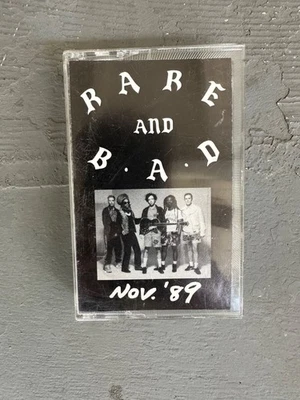 RARE
AND
B.A.D
Nov. '89